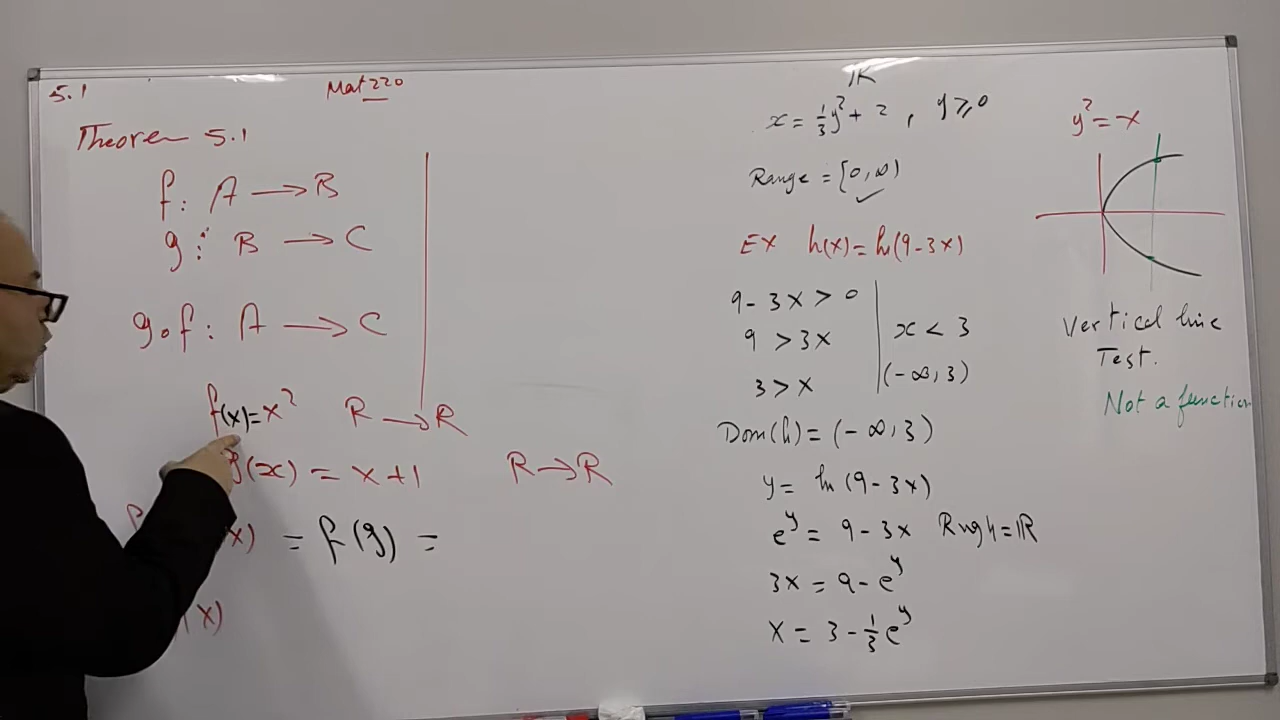 5.1
Mat220
Theorem 5.1
f: A → B
g: B → C
g∘f: A → C
f(x)=x² R → R
g(x) = x+1 R → R
x) = f(g) =
x)
x = 1/3 y² + 2 , y ≥ 0
Range = [0, ∞)
EX h(x)=ln(9-3x)
9-3x > 0
9 > 3x
3 > x
x < 3
(-∞, 3)
Dom(h) = (-∞, 3)
y = ln(9-3x)
e^y = 9-3x Rng h = ℝ
3x = 9 - e^y
x = 3 - 1/3 e^y
y² = x
Vertical line
Test.
Not a function